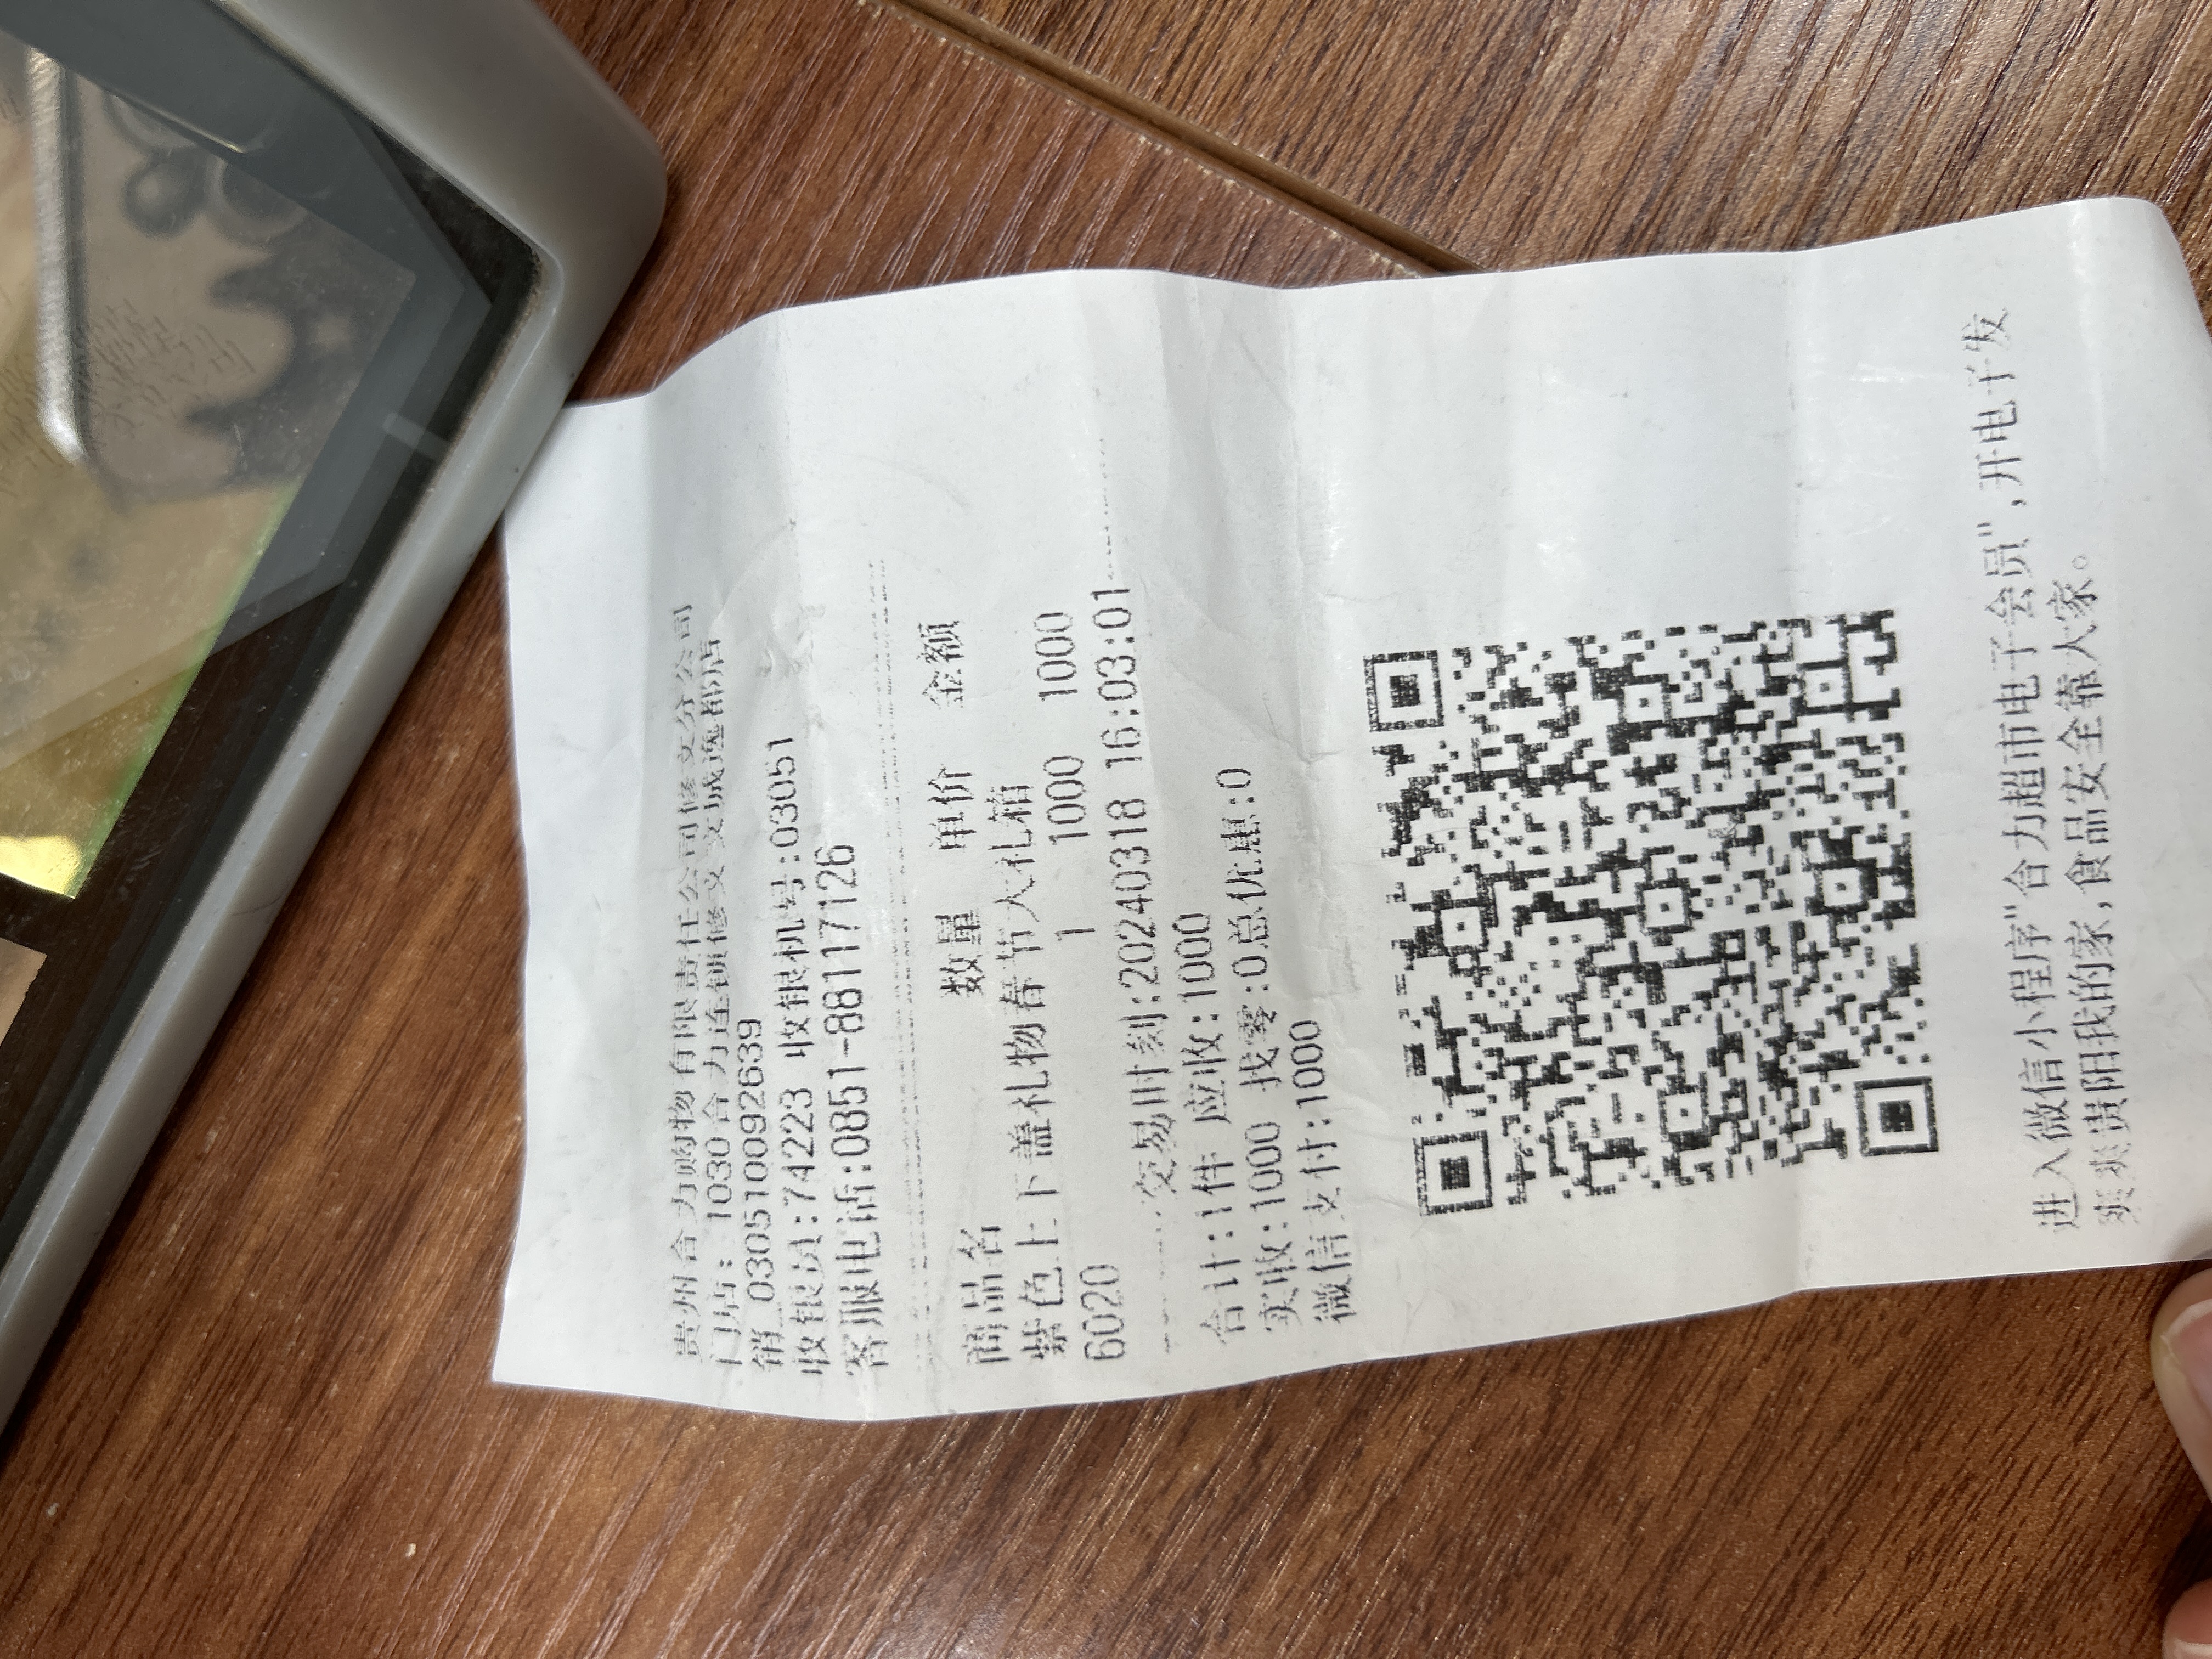 贵州合力购物有限责任公司修文分公司
门店: 1030合力连锁修文文城逸都店
销_030510092639
收银员:74223 收银机号:03051
客服电话:0851-88117126
商品名 数量 单价 金额
紫色上下盖礼物春节大礼箱
6020 1 1000 1000
交易时刻:20240318 16:03:01
合计:1件 应收:1000
实收:1000 找零:0总优惠:0
微信支付:1000
进入微信小程序"合力超市电子会员",开电子发
爽爽贵阳我的家,食品安全靠大家。